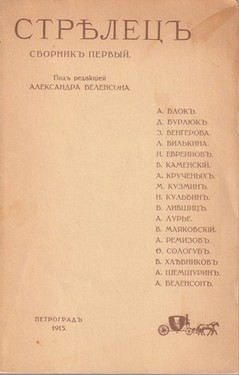 СТРѢЛЕЦЪ
СБОРНИКЪ ПЕРВЫЙ.
Подъ редакціей
АЛЕКСАНДРА БЕЛЕНСОНА.
А. БЛОКЪ.
Д. БУРЛЮКЪ.
З. ВЕНГЕРОВА.
Л. ВИЛЬКИНА.
Н. ЕВРЕИНОВЪ.
В. КАМЕНСКІЙ.
А. КРУЧЕНЫХЪ.
М. КУЗМИНЪ.
Н. КУЛЬБИНЪ.
Б. ЛИВШИЦЪ.
А. ЛУРЬЕ.
В. МАЯКОВСКІЙ.
А. РЕМИЗОВЪ.
Ѳ. СОЛОГУБЪ.
В. ХЛѢБНИКОВЪ
А. ШЕМШУРИНЪ.
А. БЕЛЕНСОНЪ.
ПЕТРОГРАДЪ
1915.